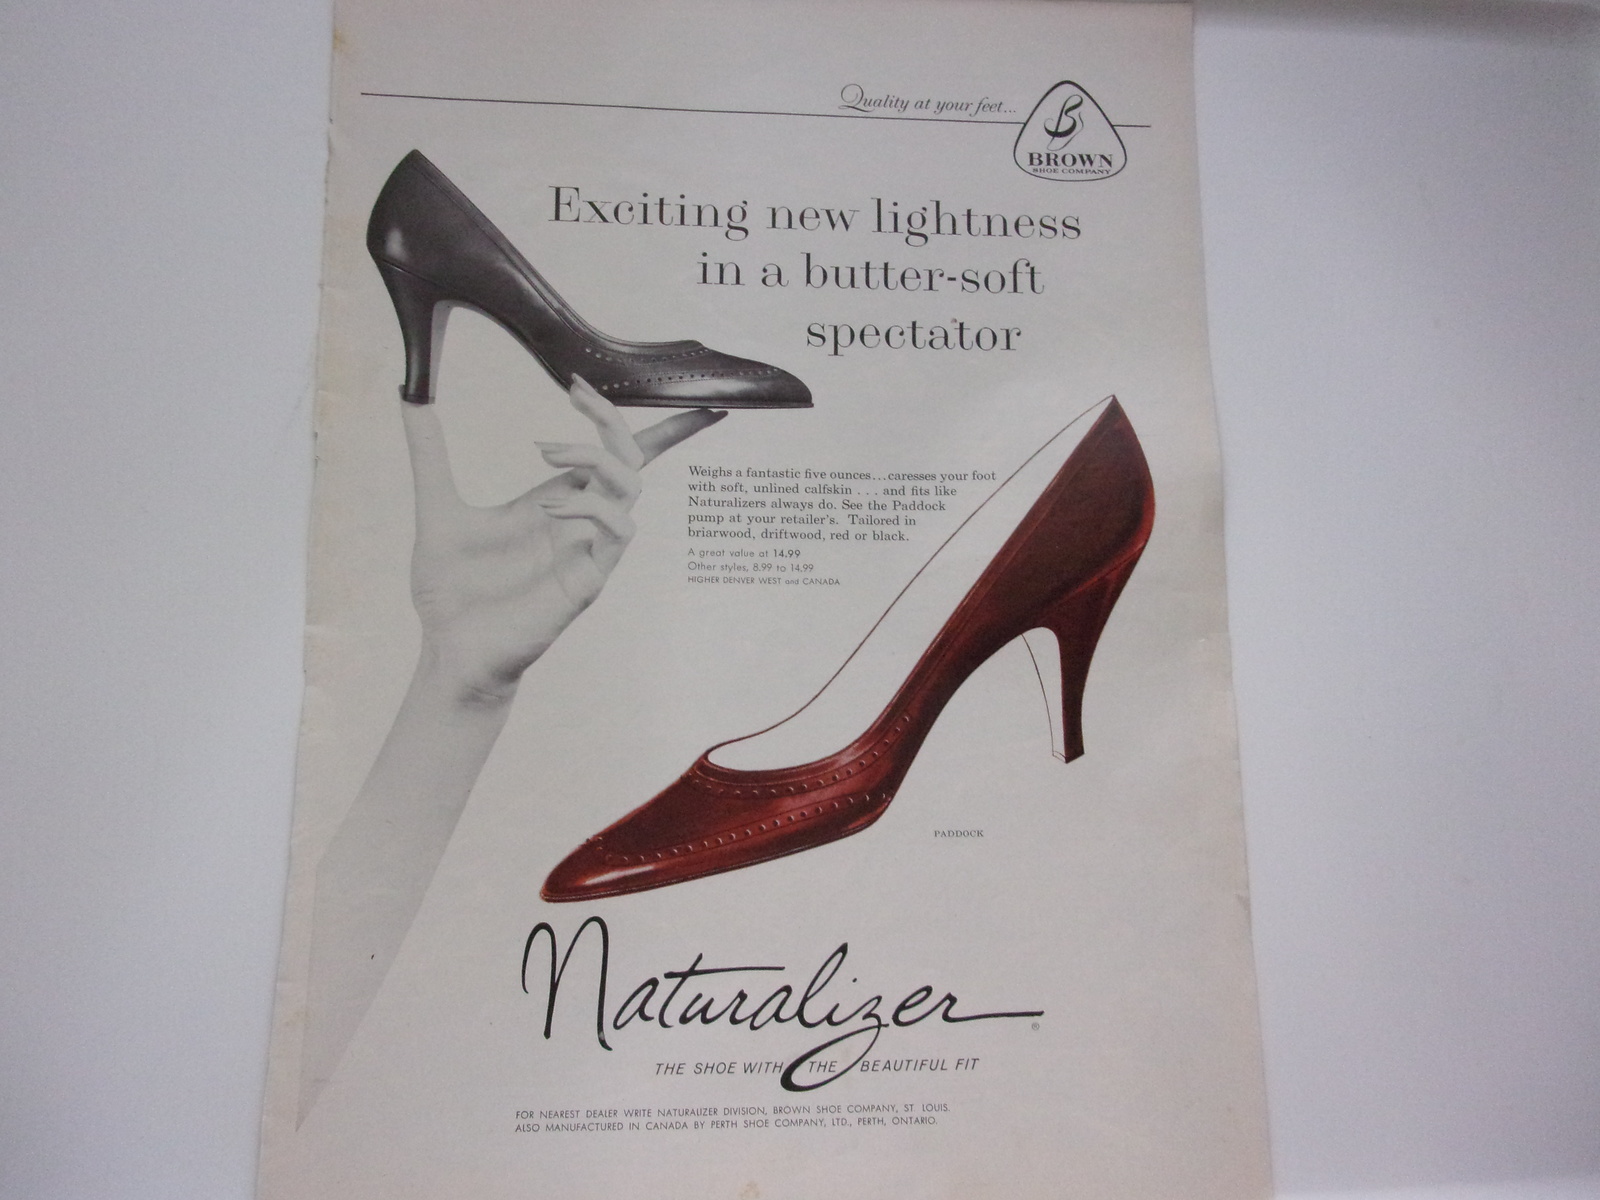 Quality at your feet...
B
BROWN
SHOE COMPANY
Exciting new lightness
in a butter-soft
spectator
Weighs a fantastic five ounces...caresses your foot
with soft, unlined calfskin . . . and fits like
Naturalizers always do. See the Paddock
pump at your retailer's. Tailored in
briarwood, driftwood, red or black.
A great value at 14.99
Other styles, 8.99 to 14.99
HIGHER DENVER WEST and CANADA
PADDOCK
Naturalizer®
THE SHOE WITH THE BEAUTIFUL FIT
FOR NEAREST DEALER WRITE NATURALIZER DIVISION, BROWN SHOE COMPANY, ST. LOUIS.
ALSO MANUFACTURED IN CANADA BY PERTH SHOE COMPANY, LTD., PERTH, ONTARIO.